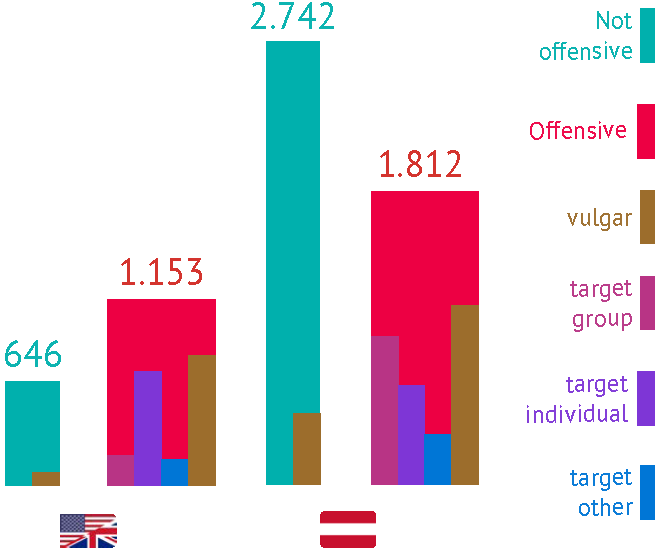 2.742
1.812
1.153
646
Not
offensive
Offensive
vulgar
target
group
target
individual
target
other